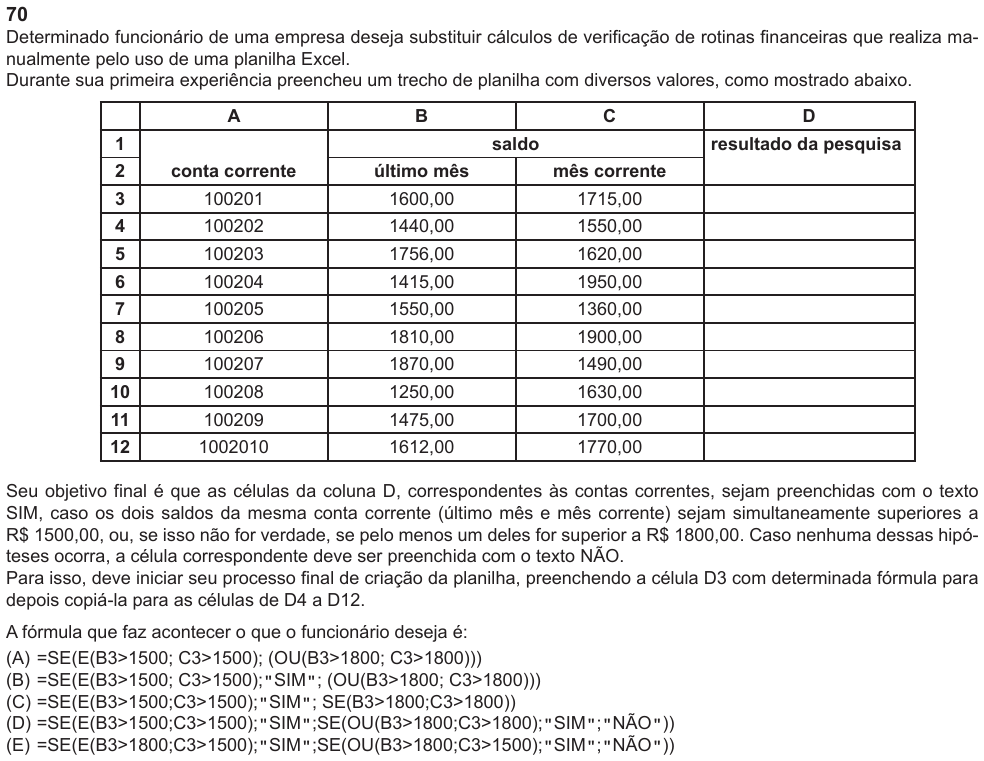 70
Determinado funcionário de uma empresa deseja substituir cálculos de verificação de rotinas financeiras que realiza ma-
nualmente pelo uso de uma planilha Excel.
Durante sua primeira experiência preencheu um trecho de planilha com diversos valores, como mostrado abaixo.
A B C D
1 saldo resultado da pesquisa
2 conta corrente último mês mês corrente
3 100201 1600,00 1715,00
4 100202 1440,00 1550,00
5 100203 1756,00 1620,00
6 100204 1415,00 1950,00
7 100205 1550,00 1360,00
8 100206 1810,00 1900,00
9 100207 1870,00 1490,00
10 100208 1250,00 1630,00
11 100209 1475,00 1700,00
12 1002010 1612,00 1770,00
Seu objetivo final é que as células da coluna D, correspondentes às contas correntes, sejam preenchidas com o texto
SIM, caso os dois saldos da mesma conta corrente (último mês e mês corrente) sejam simultaneamente superiores a
R$ 1500,00, ou, se isso não for verdade, se pelo menos um deles for superior a R$ 1800,00. Caso nenhuma dessas hipó-
teses ocorra, a célula correspondente deve ser preenchida com o texto NÃO.
Para isso, deve iniciar seu processo final de criação da planilha, preenchendo a célula D3 com determinada fórmula para
depois copiá-la para as células de D4 a D12.
A fórmula que faz acontecer o que o funcionário deseja é:
(A) =SE(E(B3>1500; C3>1500); (OU(B3>1800; C3>1800)))
(B) =SE(E(B3>1500; C3>1500);"SIM"; (OU(B3>1800; C3>1800)))
(C) =SE(E(B3>1500;C3>1500);"SIM"; SE(B3>1800;C3>1800))
(D) =SE(E(B3>1500;C3>1500);"SIM";SE(OU(B3>1800;C3>1800);"SIM";"NÃO"))
(E) =SE(E(B3>1800;C3>1500);"SIM";SE(OU(B3>1800;C3>1500);"SIM";"NÃO"))